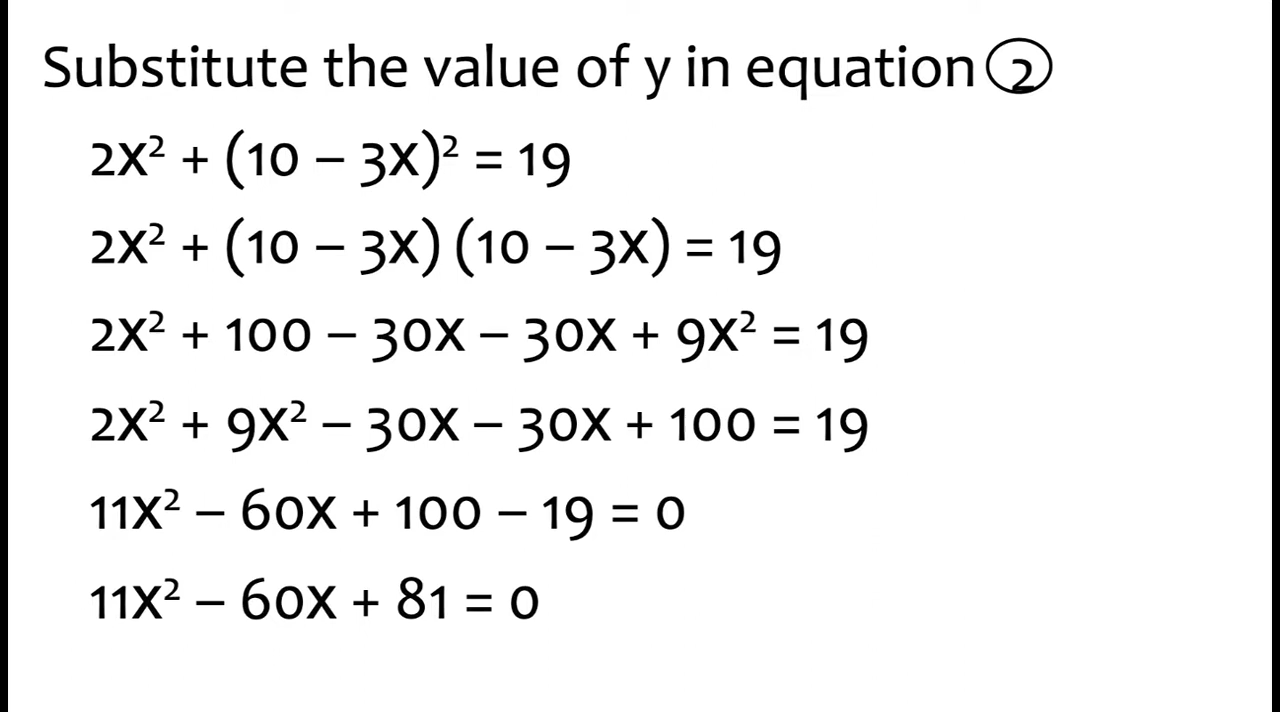 Substitute the value of y in equation ②
2x² + (10 – 3x)² = 19
2x² + (10 – 3x) (10 – 3x) = 19
2x² + 100 – 30x – 30x + 9x² = 19
2x² + 9x² – 30x – 30x + 100 = 19
11x² – 60x + 100 – 19 = 0
11x² – 60x + 81 = 0